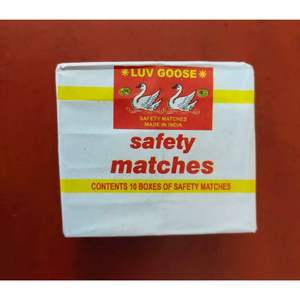 *LUV GOOSE*
SAFETY MATCHES
MADE IN INDIA
safety
matches
CONTENTS 10 BOXES OF SAFETY MATCHES